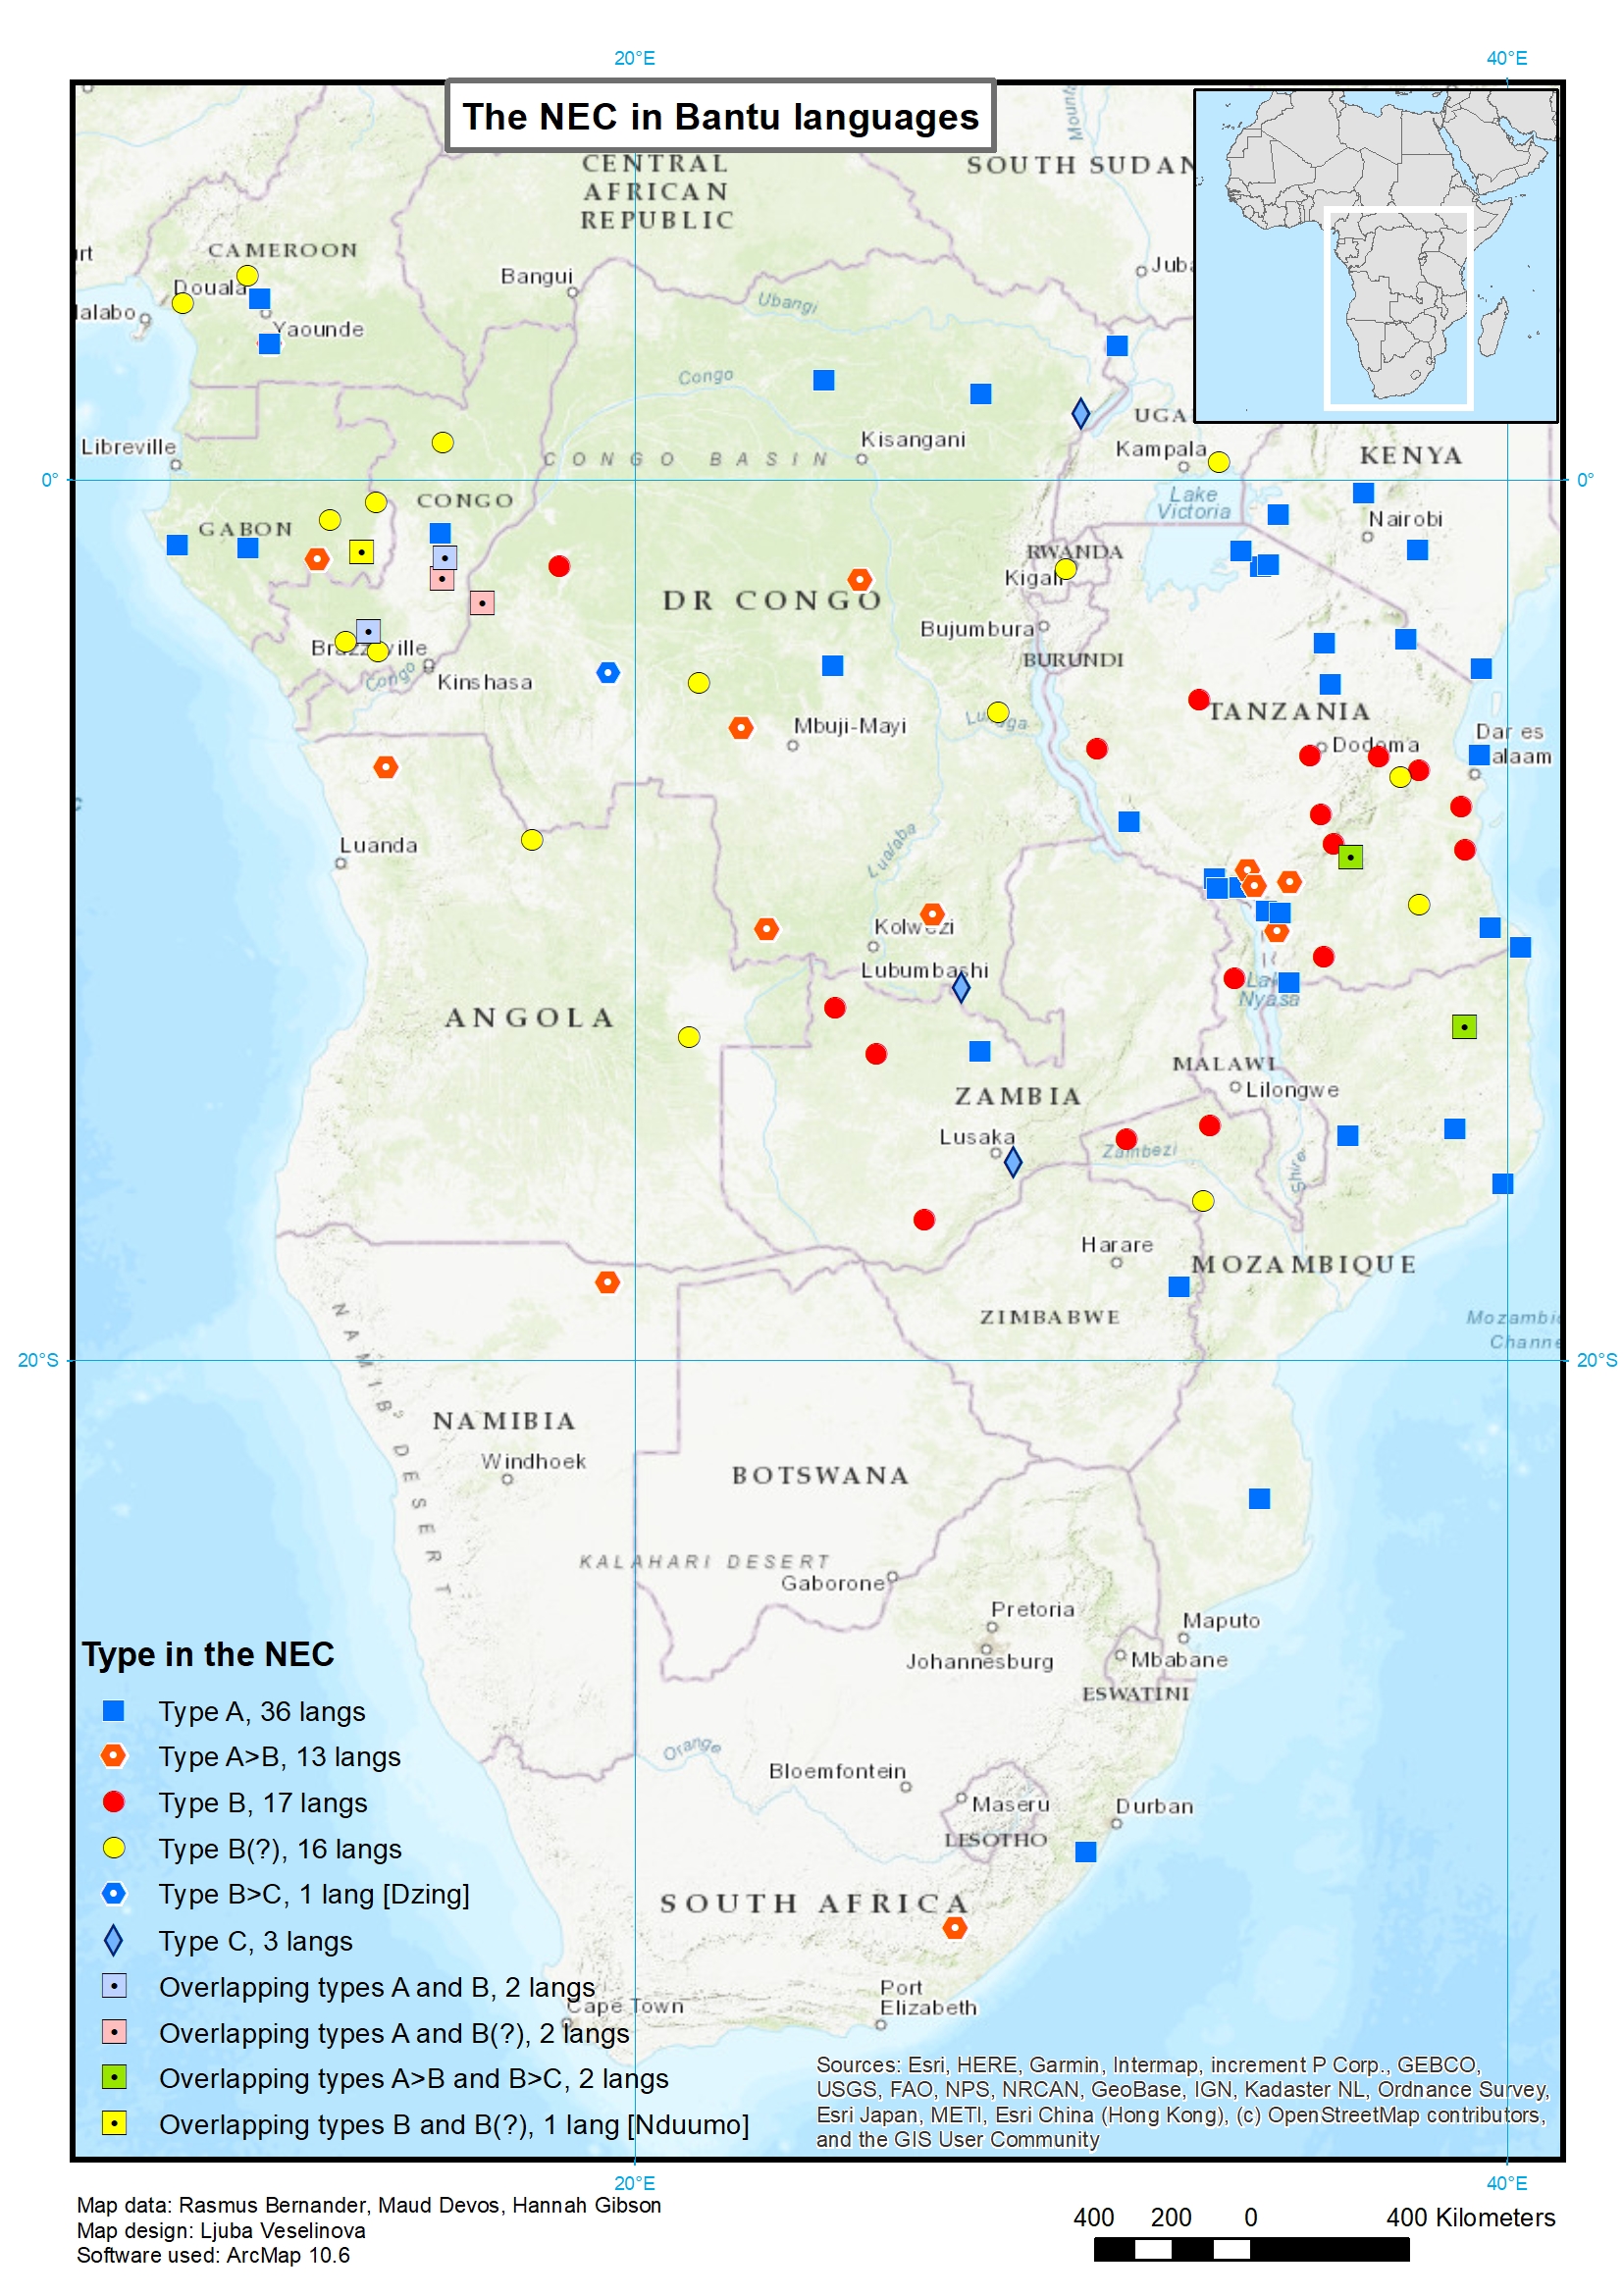 20°E
40°E
The NEC in Bantu languages
CENTRAL
AFRICAN
REPUBLIC
SOUTH SUDAN
CAMEROON
Bangui
Juba
Douala
Ubangi
Yaounde
Congo
UGA
Libreville
Kisangani
Kampala
KENYA
CONGO BASIN
0°
0°
CONGO
Lake
Victoria
GABON
Nairobi
RWANDA
Kigali
DR CONGO
Bujumbura
Brazzaville
BURUNDI
Congo
Kinshasa
TANZANIA
Mbuji-Mayi
Dodoma
Dar es
alaam
Luanda
Lualaba
Kolwezi
Lubumbashi
Nyasa
ANGOLA
MALAWI
Lilongwe
ZAMBIA
Lusaka
Zambezi
Shire
Harare
MOZAMBIQUE
ZIMBABWE
NAMIB DESERT
20°S
20°S
NAMIBIA
Windhoek
BOTSWANA
KALAHARI DESERT
Gaborone
Pretoria
Maputo
Johannesburg
Mbabane
ESWATINI
Orange
Bloemfontein
Maseru
Durban
LESOTHO
SOUTH AFRICA
Port
Elizabeth
Cape Town
Type in the NEC
Type A, 36 langs
Type A>B, 13 langs
Type B, 17 langs
Type B(?), 16 langs
Type B>C, 1 lang [Dzing]
Type C, 3 langs
Overlapping types A and B, 2 langs
Overlapping types A and B(?), 2 langs
Overlapping types A>B and B>C, 2 langs
Overlapping types B and B(?), 1 lang [Nduumo]
Sources: Esri, HERE, Garmin, Intermap, increment P Corp., GEBCO,
USGS, FAO, NPS, NRCAN, GeoBase, IGN, Kadaster NL, Ordnance Survey,
Esri Japan, METI, Esri China (Hong Kong), (c) OpenStreetMap contributors,
and the GIS User Community
20°E
40°E
Map data: Rasmus Bernander, Maud Devos, Hannah Gibson
Map design: Ljuba Veselinova
Software used: ArcMap 10.6
400 200 0 400 Kilometers